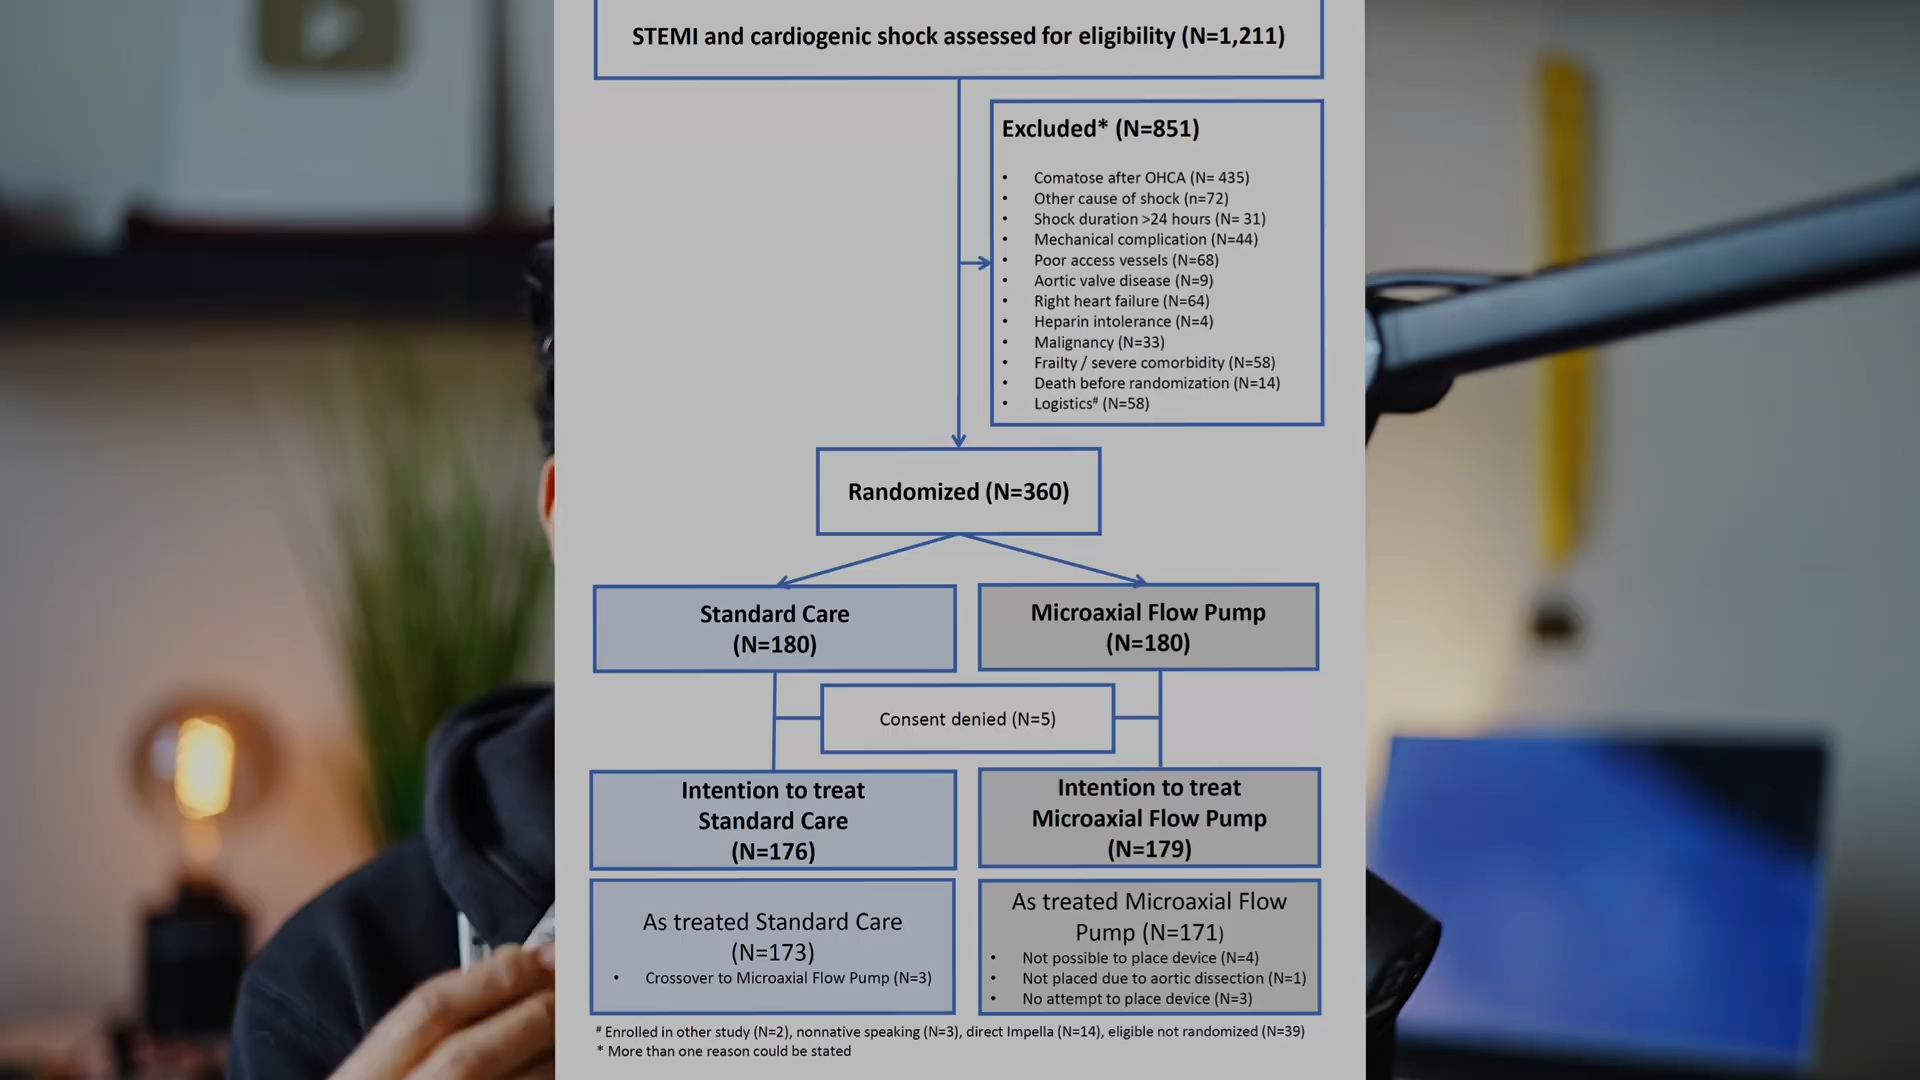 STEMI and cardiogenic shock assessed for eligibility (N=1,211)
Excluded* (N=851)
• Comatose after OHCA (N= 435)
• Other cause of shock (n=72)
• Shock duration >24 hours (N= 31)
• Mechanical complication (N=44)
• Poor access vessels (N=68)
• Aortic valve disease (N=9)
• Right heart failure (N=64)
• Heparin intolerance (N=4)
• Malignancy (N=33)
• Frailty / severe comorbidity (N=58)
• Death before randomization (N=14)
• Logistics# (N=58)
Randomized (N=360)
Standard Care
(N=180)
Microaxial Flow Pump
(N=180)
Consent denied (N=5)
Intention to treat
Standard Care
(N=176)
Intention to treat
Microaxial Flow Pump
(N=179)
As treated Standard Care
(N=173)
• Crossover to Microaxial Flow Pump (N=3)
As treated Microaxial Flow
Pump (N=171)
• Not possible to place device (N=4)
• Not placed due to aortic dissection (N=1)
• No attempt to place device (N=3)
# Enrolled in other study (N=2), nonnative speaking (N=3), direct Impella (N=14), eligible not randomized (N=39)
* More than one reason could be stated